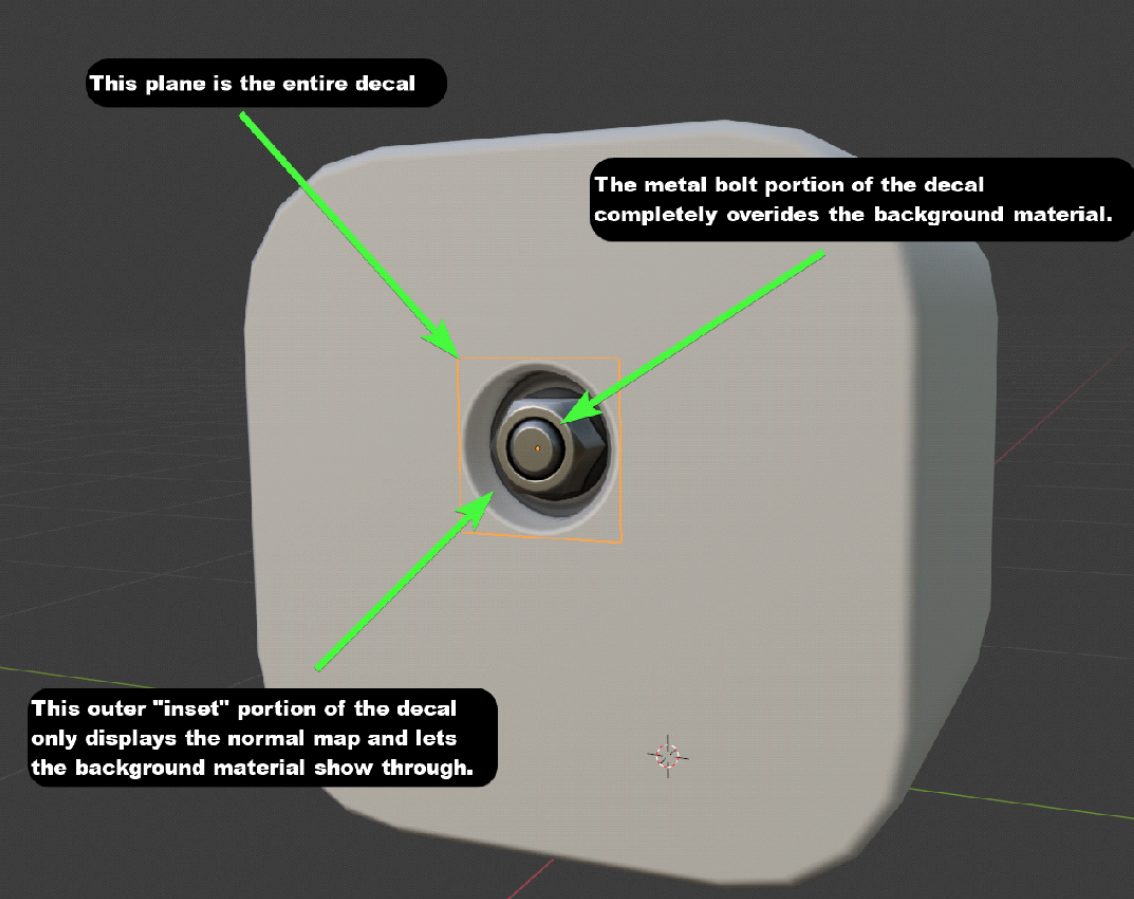 This plane is the entire decal
The metal bolt portion of the decal
completely overides the background material.
This outer "inset" portion of the decal
only displays the normal map and lets
the background material show through.